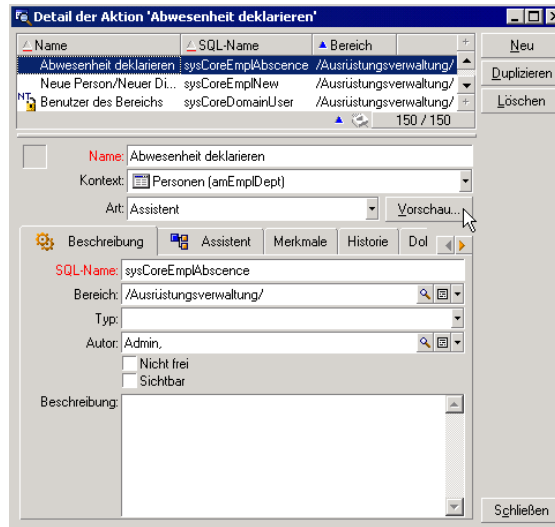 Detail der Aktion 'Abwesenheit deklarieren'
Name SQL-Name Bereich
Neu
Abwesenheit deklarieren sysCoreEmplAbscence /Ausrüstungsverwaltung/
Neue Person/Neuer Di... sysCoreEmplNew /Ausrüstungsverwaltung/
Duplizieren
NT Benutzer des Bereichs sysCoreDomainUser /Ausrüstungsverwaltung/
Löschen
150 / 150
Name: Abwesenheit deklarieren
Kontext: Personen (amEmplDept)
Art: Assistent Vorschau...
Beschreibung Assistent Merkmale Historie Dol
SQL-Name: sysCoreEmplAbscence
Bereich: /Ausrüstungsverwaltung/
Typ:
Autor: Admin,
Nicht frei
Sichtbar
Beschreibung:
Schließen